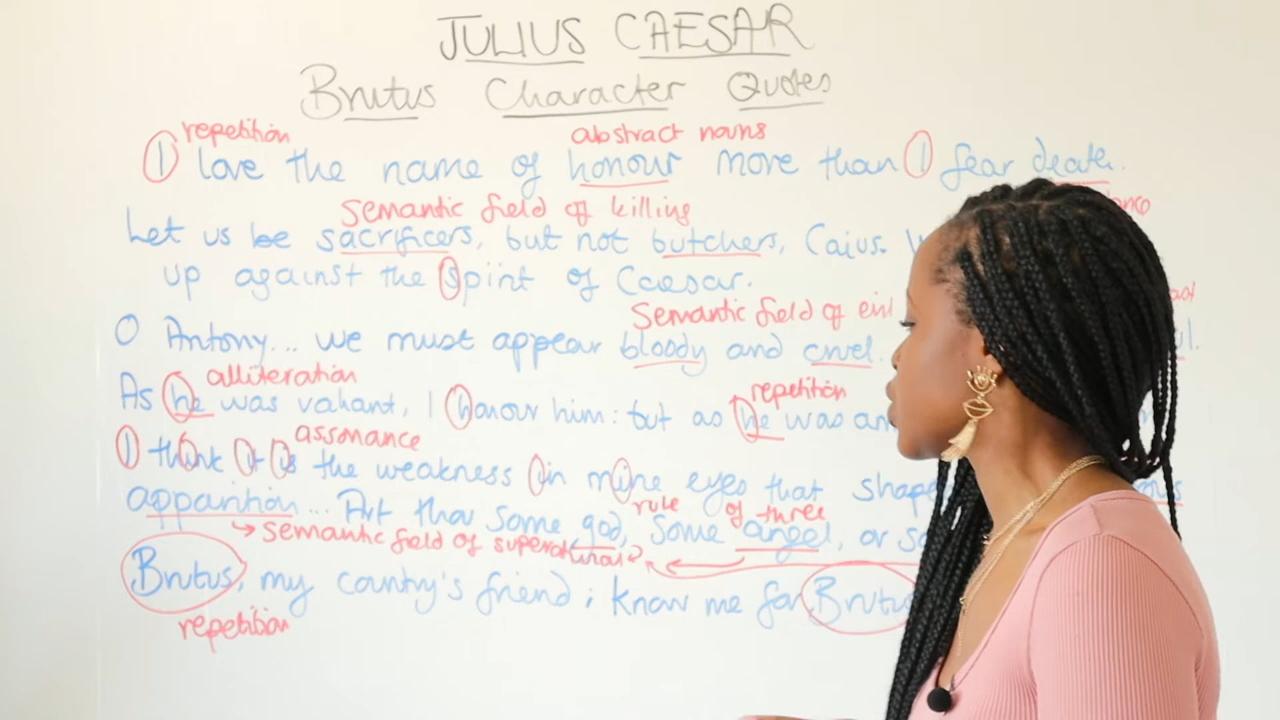 JULIUS CAESAR
Brutus Character Quotes
repetition abstract nouns
I love the name of honour more than I fear death.
Semantic field of killing
Let us be sacrificers, but not butchers, Caius.
up against the spirit of Caesar.
Semantic field of evil
O Antony... we must appear bloody and cruel.
alliteration repetition
As he was valiant, I honour him: but as he was
assonance
I think it is the weakness in mine eyes that
apparition... Art thou some god, some angel, or
rule of three
semantic field of supernatural
Brutus, my country's friend; know me for
repetition